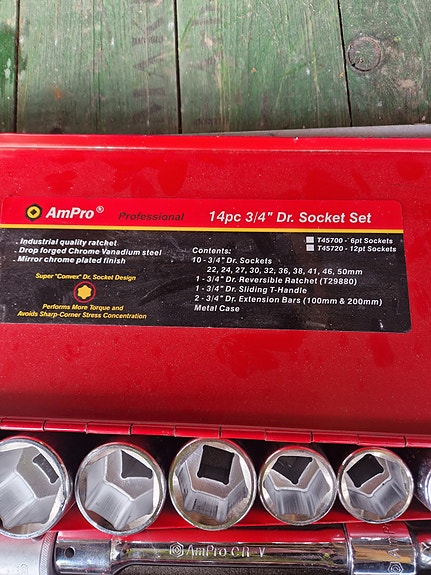 AmPro® Professional 14pc 3/4" Dr. Socket Set
T45700 - 6pt Sockets
T45720 - 12pt Sockets
. Industrial quality ratchet
. Drop forged Chrome Vanadium steel
. Mirror chrome plated finish
Super "Convex" Dr. Socket Design
Performs More Torque and
Avoids Sharp-Corner Stress Concentration
Contents:
10 - 3/4" Dr. Sockets
22, 24, 27, 30, 32, 36, 38, 41, 46, 50mm
1 - 3/4" Dr. Reversible Ratchet (T29880)
1 - 3/4" Dr. Sliding T-Handle
2 - 3/4" Dr. Extension Bars (100mm & 200mm)
Metal Case
AmPro CR-V